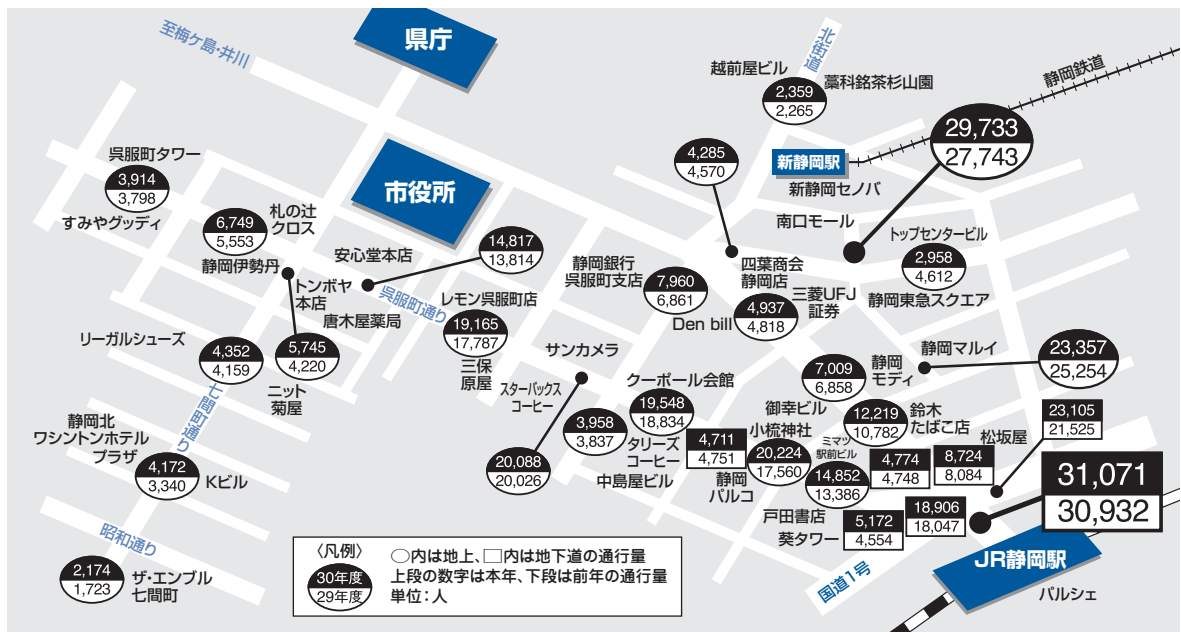 県庁
至梅ヶ島・井川
北街道
越前屋ビル
2,359
2,265
藁科銘茶杉山園
静岡鉄道
29,733
27,743
4,285
4,570
新静岡駅
新静岡セノバ
呉服町タワー
3,914
3,798
すみやグッディ
市役所
南口モール
6,749
5,553
札の辻
クロス
静岡伊勢丹
安心堂本店
14,817
13,814
静岡銀行
呉服町支店
7,960
6,861
四葉商会
静岡店
トップセンタービル
2,958
4,612
静岡東急スクエア
トンボヤ
本店
唐木屋薬局
呉服町通り
レモン呉服町店
19,165
17,787
三保
原屋
Den bill
4,937
4,818
三菱UFJ
証券
リーガルシューズ
4,352
4,159
5,745
4,220
ニット
菊屋
七間町通り
サンカメラ
スターバックス
コーヒー
クーポール会館
19,548
18,834
タリーズ
コーヒー
中島屋ビル
3,958
3,837
20,088
20,026
静岡マルイ
23,357
25,254
静岡
モディ
7,009
6,858
御幸ビル
12,219
10,782
鈴木
たばこ店
松坂屋
23,105
21,525
小梳神社
20,224
17,560
4,711
4,751
静岡
パルコ
ミマツ
駅前ビル
14,852
13,386
4,774
4,748
8,724
8,084
31,071
30,932
静岡北
ワシントンホテル
プラザ
4,172
3,340
Kビル
戸田書店
葵タワー
5,172
4,554
18,906
18,047
昭和通り
2,174
1,723
ザ・エンブル
七間町
〈凡例〉
30年度
29年度
○内は地上、□内は地下道の通行量
上段の数字は本年、下段は前年の通行量
単位：人
国道1号
JR静岡駅
パルシェ